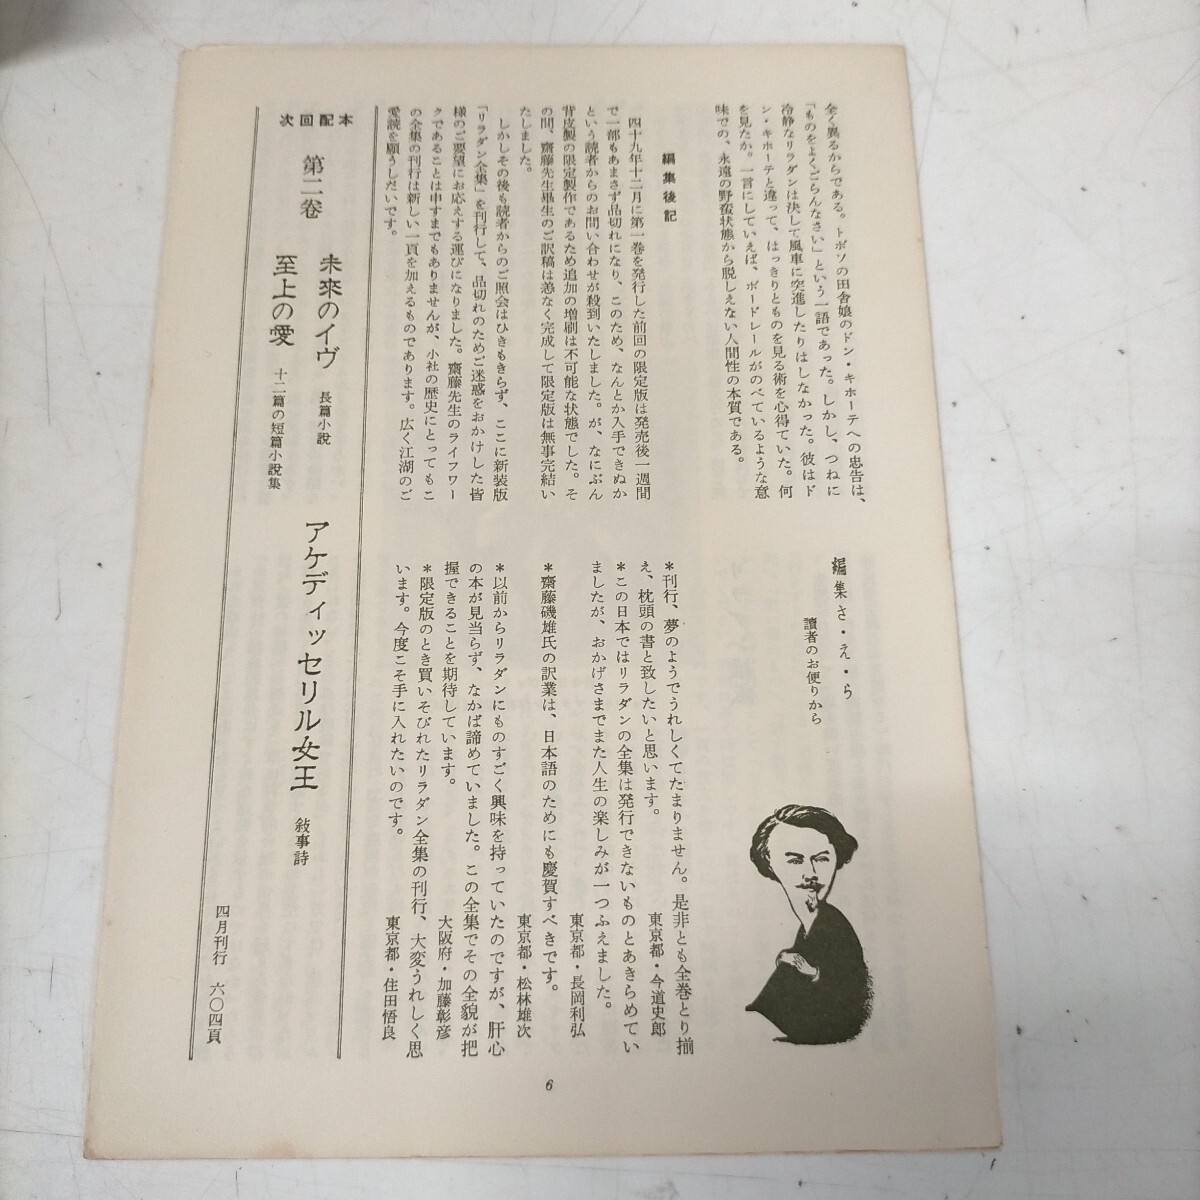 全く異るからである。トボソの田舎娘のドン・キホーテへの忠告は、
「ものをよくごらんなさい」という一語であった。しかし、つねに
冷静なリラダンは決して風車に突進したりはしなかった。彼はド
ン・キホーテと違って、はっきりとものを見る術を心得ていた。何
を見たか。一言にしていえば、ボードレールがのべているような意
味での、永遠の野蛮状態から脱しえない人間性の本質である。
編集後記
四十九年十二月に第一巻を発行した前回の限定版は発売後一週間
で一部もあまさず品切れになり、このため、なんとか入手できぬか
という読者からのお問い合わせが殺到いたしました。が、なにぶん
背皮製の限定製作であるため追加の増刷は不可能な状態でした。そ
の間、齋藤先生畢生のご訳稿は恙なく完成して限定版は無事完結い
たしました。
しかしその後も読者からのご照会はひきもきらず、ここに新装版
「リラダン全集」を刊行して、品切れのためご迷惑をおかけした皆
様のご要望にお応えする運びになりました。齋藤先生のライフワー
クであることは申すまでもありませんが、小社の歴史にとってもこ
の全集の刊行は新しい一頁を加えるものであります。広く江湖のご
愛読を願うしだいです。
編集さ・え・ら
讀者のお便りから
＊刊行、夢のようでうれしくてたまりません。是非とも全巻とり揃
え、枕頭の書と致したいと思います。
東京都・今道史郎
＊この日本ではリラダンの全集は発行できないものとあきらめてい
ましたが、おかげさまでまた人生の楽しみが一つふえました。
東京都・長岡利弘
＊齋藤磯雄氏の訳業は、日本語のためにも慶賀すべきです。
東京都・松林雄次
＊以前からリラダンにものすごく興味を持っていたのですが、肝心
の本が見当らず、なかば諦めていました。この全集でその全貌が把
握できることを期待しています。
大阪府・加藤彰彦
＊限定版のとき買いそびれたリラダン全集の刊行、大変うれしく思
います。今度こそ手に入れたいのです。
東京都・住田悟良
次回配本
第二巻
未來のイヴ 長篇小說
至上の愛 十二篇の短篇小說集
アケディッセリル女王 敍事詩
四月刊行 六〇四頁
6